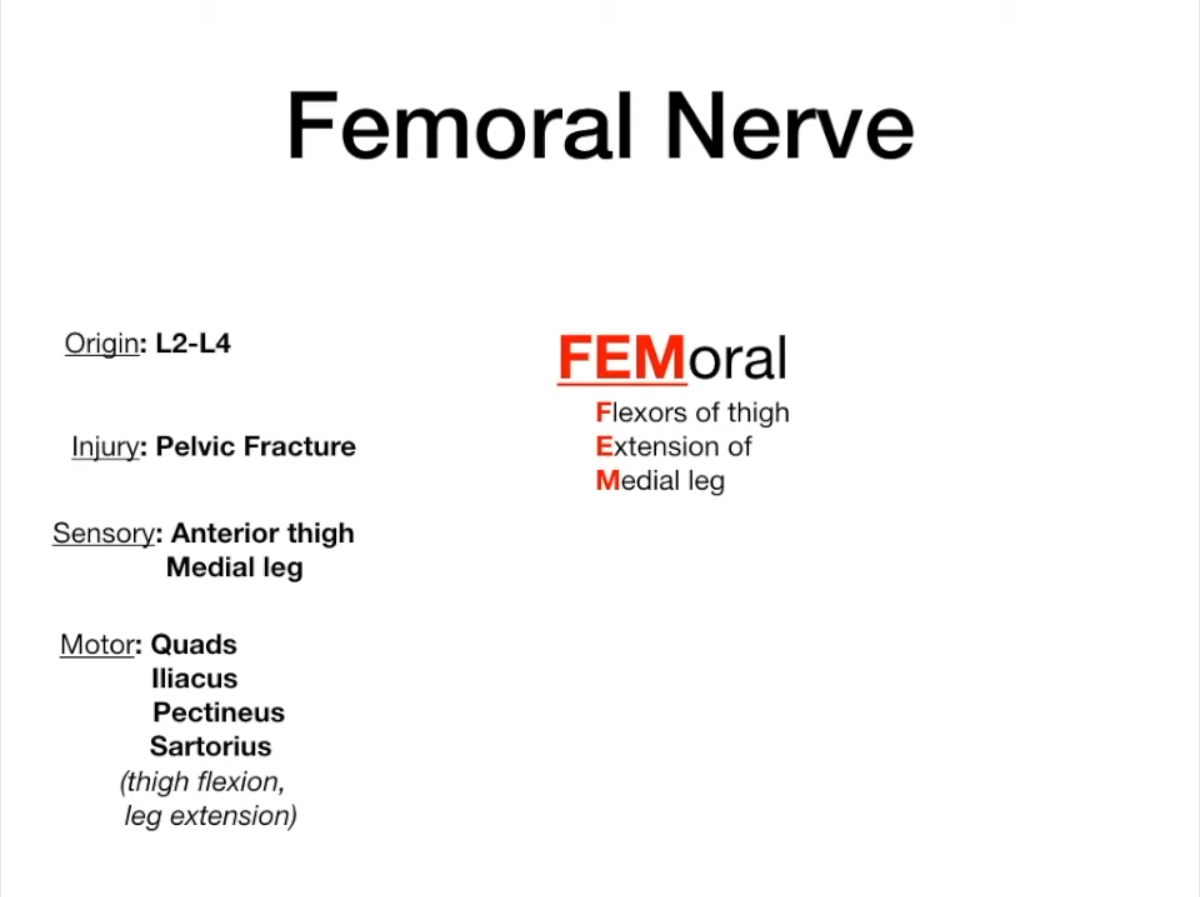 Femoral Nerve
Origin: L2-L4
Injury: Pelvic Fracture
Sensory: Anterior thigh
Medial leg
Motor: Quads
Iliacus
Pectineus
Sartorius
(thigh flexion,
leg extension)
FEMoral
Flexors of thigh
Extension of
Medial leg